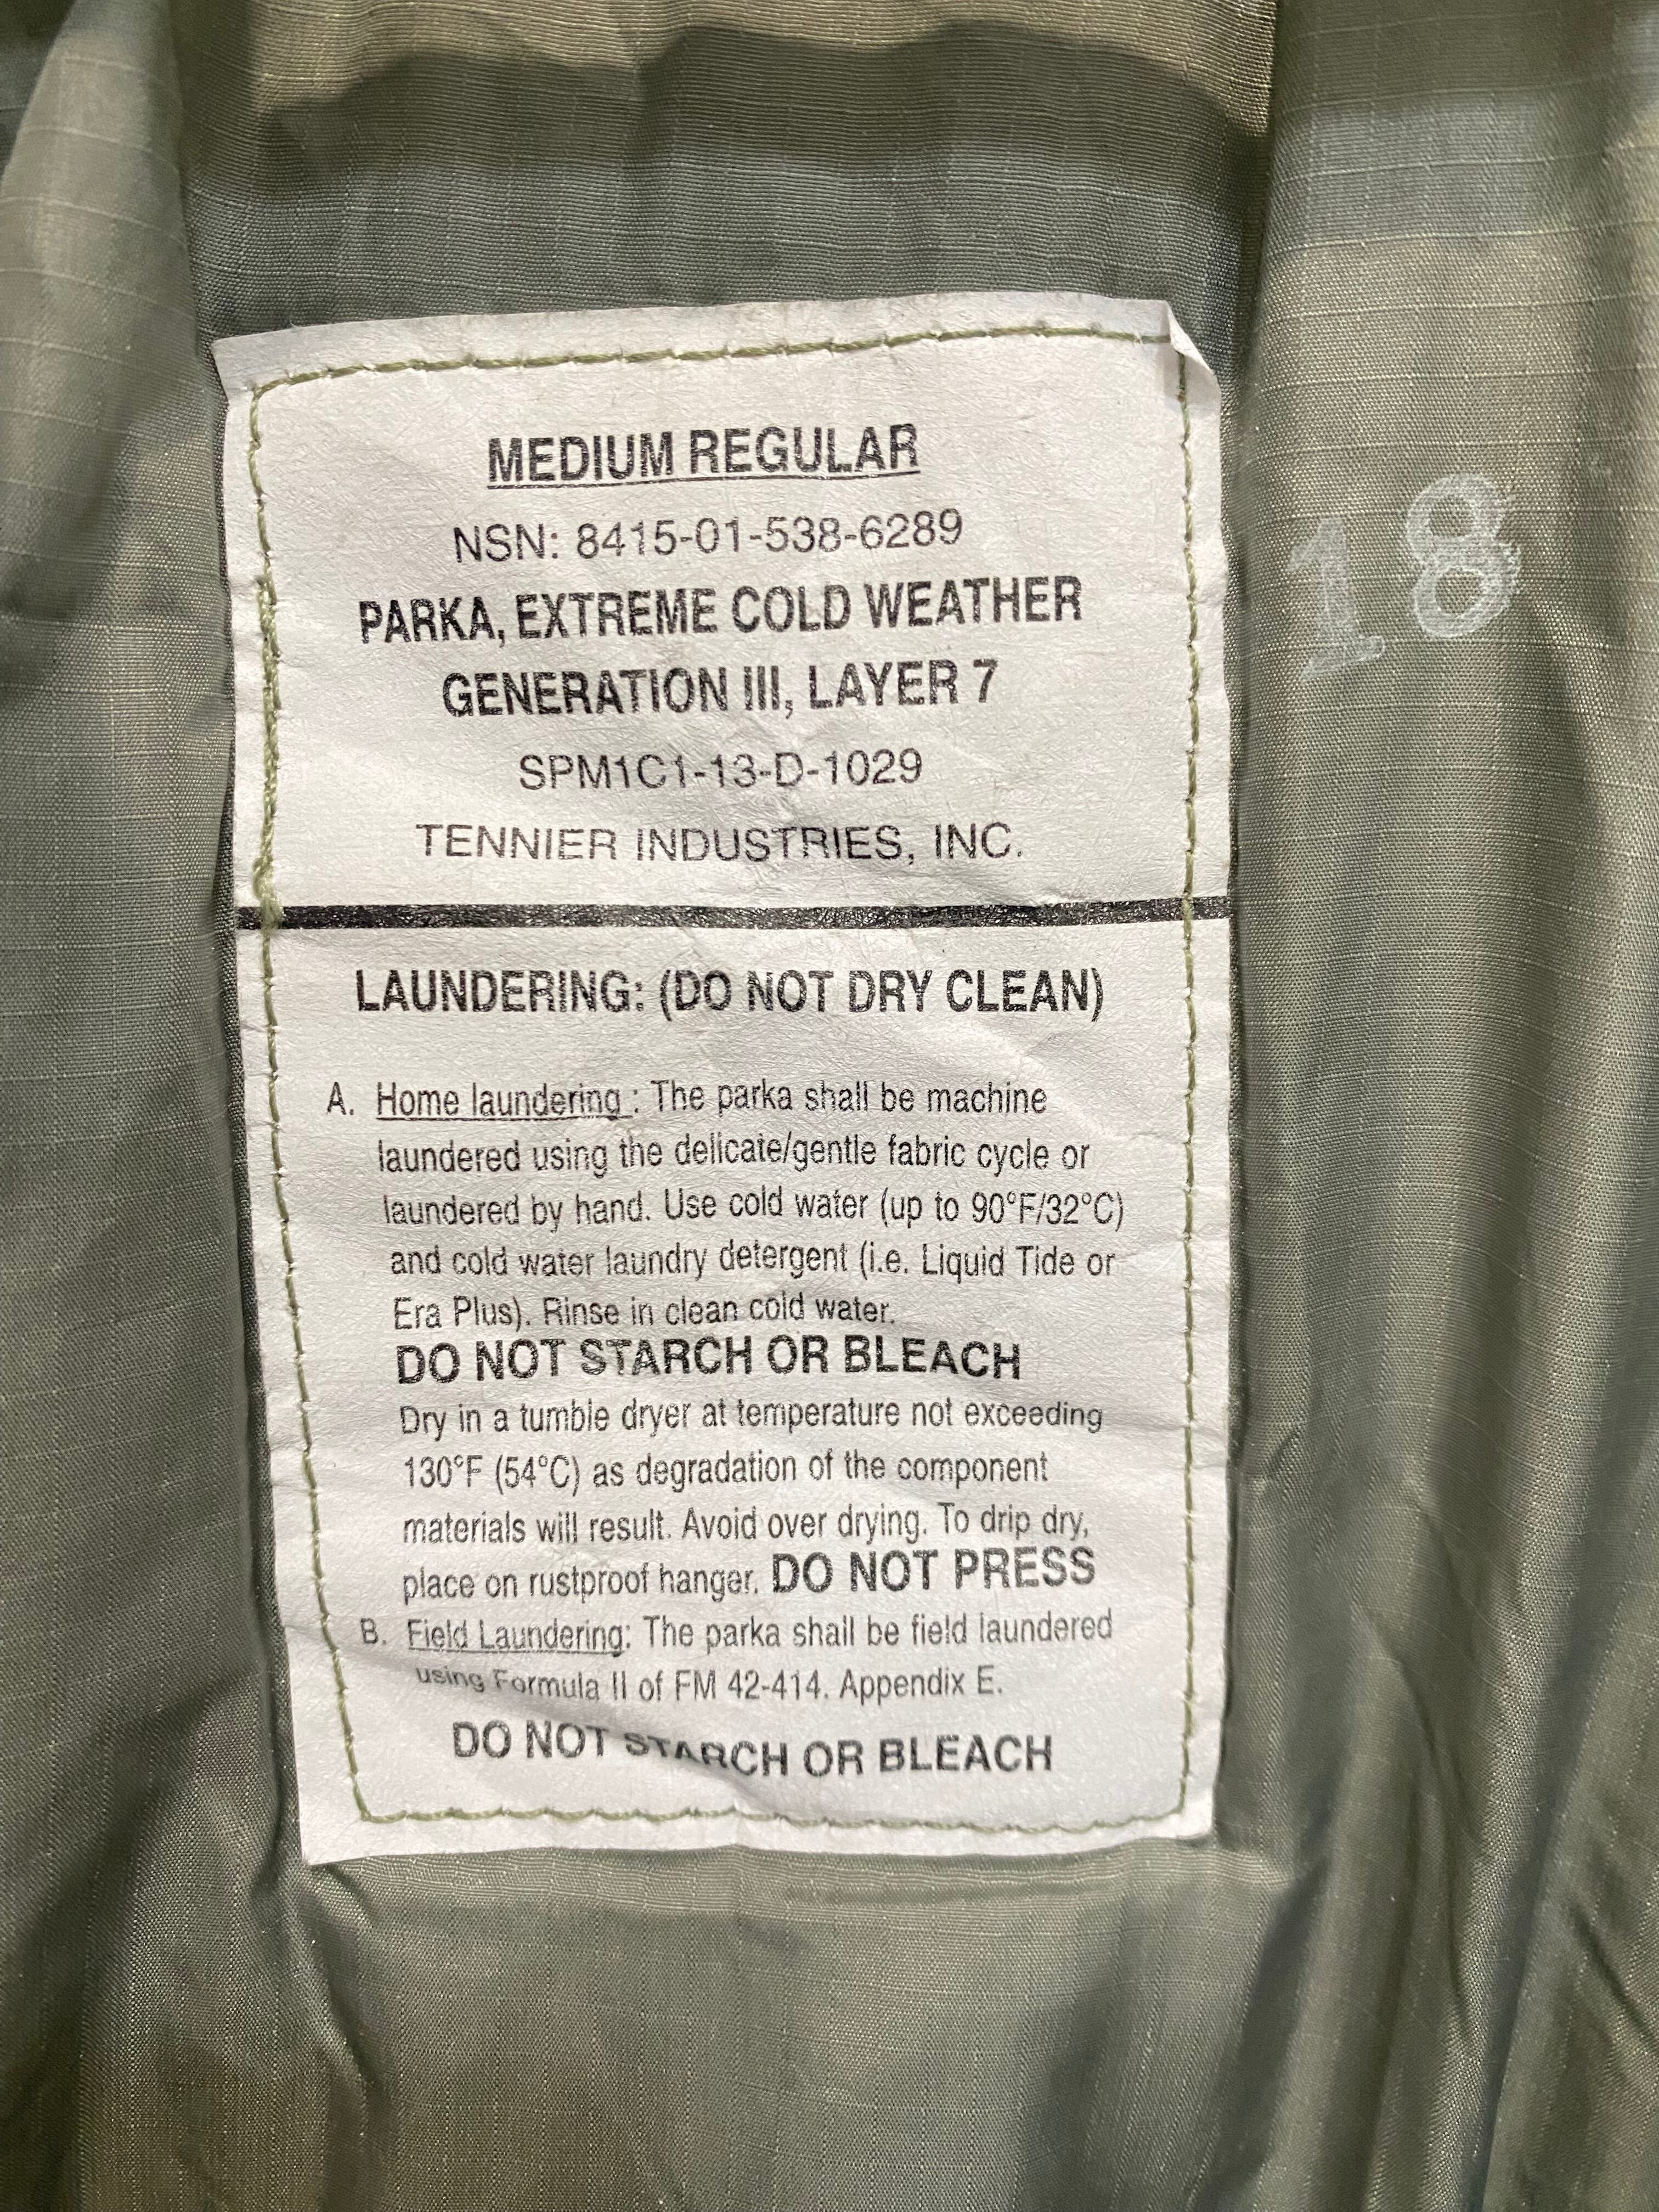 MEDIUM REGULAR
NSN: 8415-01-538-6289
PARKA, EXTREME COLD WEATHER
GENERATION III, LAYER 7
SPM1C1-13-D-1029
TENNIER INDUSTRIES, INC.
LAUNDERING: (DO NOT DRY CLEAN)
A. Home laundering : The parka shall be machine
laundered using the delicate/gentle fabric cycle or
laundered by hand. Use cold water (up to 90°F/32°C)
and cold water laundry detergent (i.e. Liquid Tide or
Era Plus). Rinse in clean cold water.
DO NOT STARCH OR BLEACH
Dry in a tumble dryer at temperature not exceeding
130°F (54°C) as degradation of the component
materials will result. Avoid over drying. To drip dry,
place on rustproof hanger. DO NOT PRESS
B. Field Laundering: The parka shall be field laundered
using Formula II of FM 42-414. Appendix E.
DO NOT STARCH OR BLEACH
18